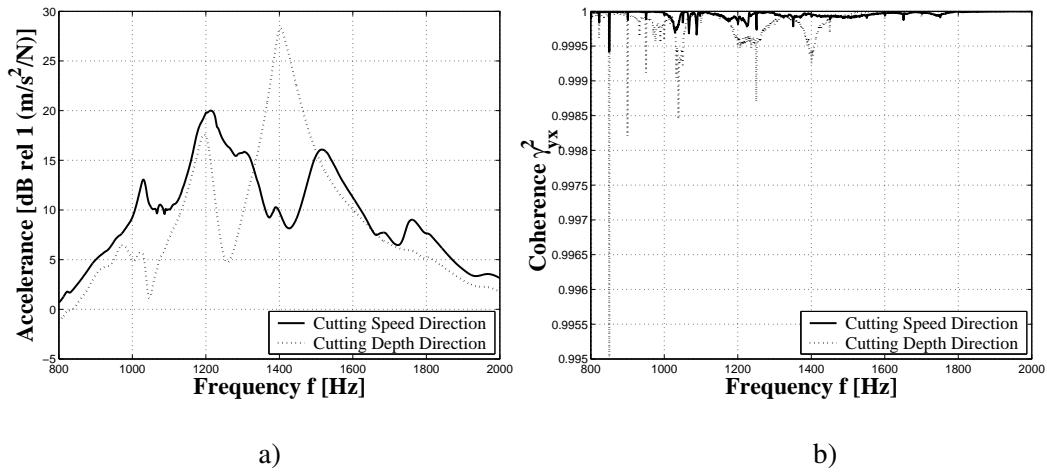 30
25
20
15
10
5
0
−5
800 1000 1200 1400 1600 1800 2000
Accelerance [dB rel 1 (m/s²/N)]
Frequency f [Hz]
Cutting Speed Direction
Cutting Depth Direction
a)
1
0.9995
0.999
0.9985
0.998
0.9975
0.997
0.9965
0.996
0.9955
0.995
800 1000 1200 1400 1600 1800 2000
Coherence γ²yx
Frequency f [Hz]
Cutting Speed Direction
Cutting Depth Direction
b)